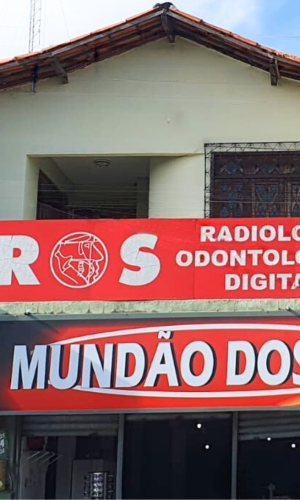 R S
RADIOLO
ODONTOLO
DIGITA
MUNDÃO DOS